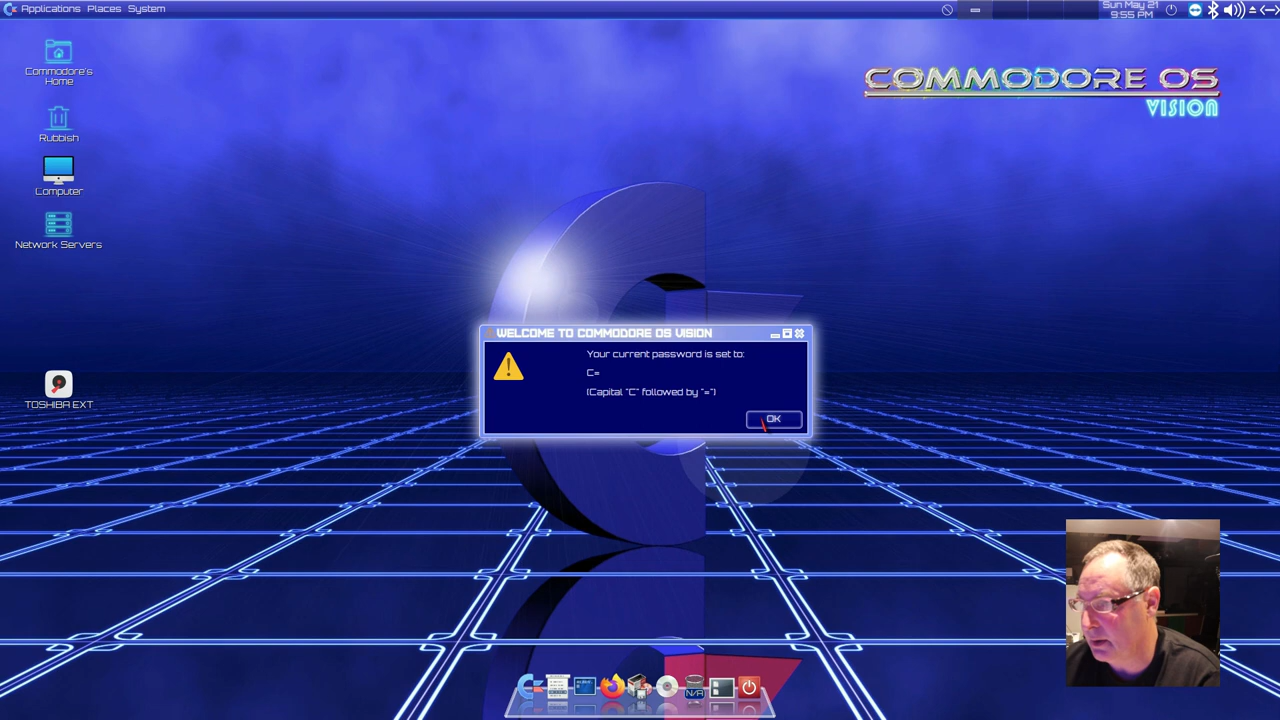 Applications Places System
Sun May 21
9:55 PM
Commodore's
Home
Rubbish
Computer
Network Servers
TOSHIBA EXT
COMMODORE OS
VISION
WELCOME TO COMMODORE OS VISION
Your current password is set to:
C=
(Capital "C" followed by "=")
OK
N/A